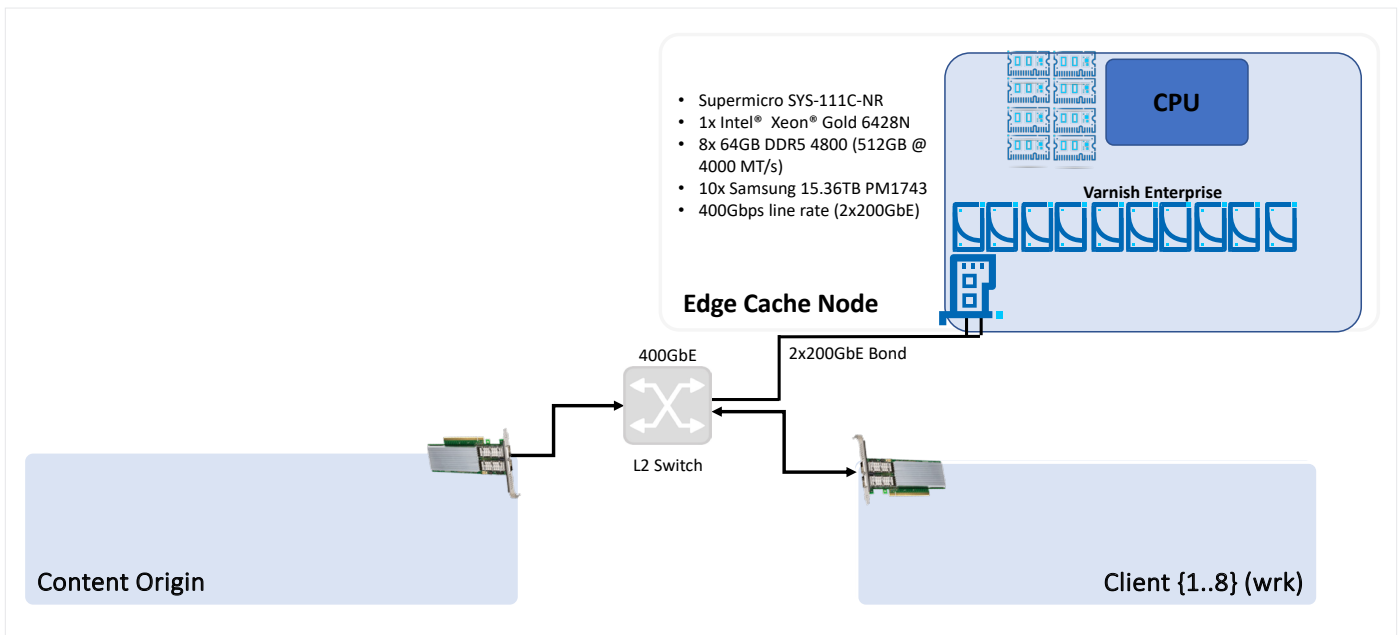 • Supermicro SYS-111C-NR
• 1x Intel® Xeon® Gold 6428N
• 8x 64GB DDR5 4800 (512GB @
4000 MT/s)
• 10x Samsung 15.36TB PM1743
• 400Gbps line rate (2x200GbE)
CPU
Varnish Enterprise
Edge Cache Node
400GbE
2x200GbE Bond
L2 Switch
Content Origin
Client {1..8} (wrk)